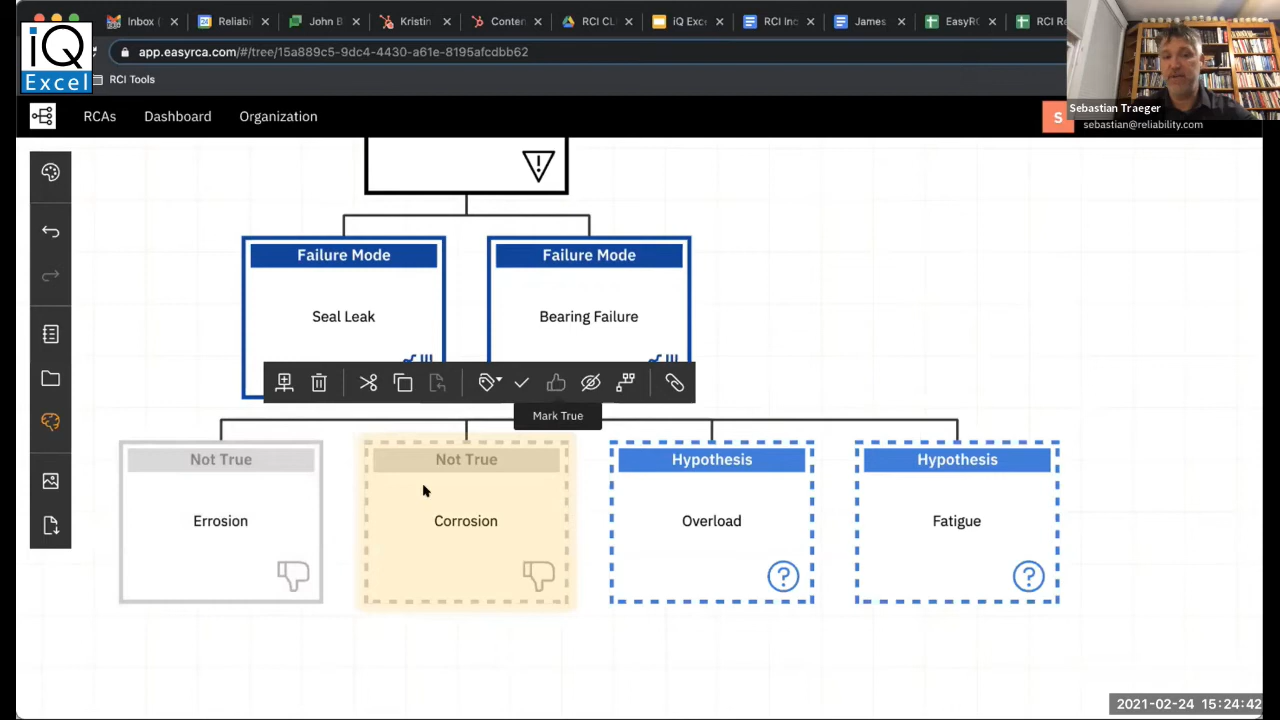 iQ
Excel
Inbox (
Reliabi
John B
Kristin
Conten
RCI CL
iQ Exce
RCI Inc
James
EasyRC
RCI Re
app.easyrca.com/#/tree/15a889c5-9dc4-4430-a61e-8195afcdbb62
RCI Tools
RCAs
Dashboard
Organization
S
Sebastian Traeger
sebastian@reliability.com
Failure Mode
Failure Mode
Seal Leak
Bearing Failure
Mark True
Not True
Not True
Hypothesis
Hypothesis
Errosion
Corrosion
Overload
Fatigue
2021-02-24 15:24:42